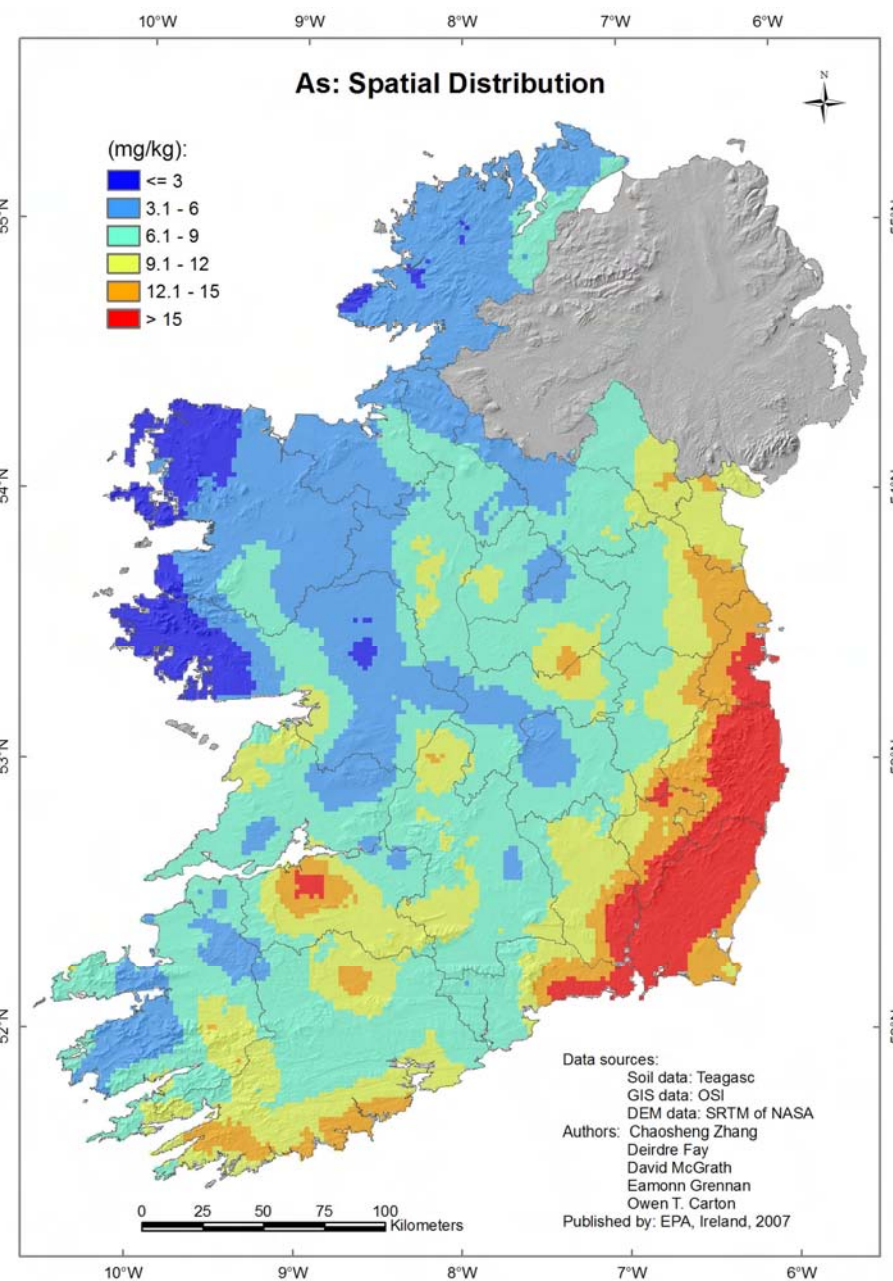 10°W 9°W 8°W 7°W 6°W
As: Spatial Distribution
N
(mg/kg):
<= 3
3.1 - 6
6.1 - 9
9.1 - 12
12.1 - 15
> 15
55°N
54°N
53°N
52°N
Data sources:
Soil data: Teagasc
GIS data: OSI
DEM data: SRTM of NASA
Authors: Chaosheng Zhang
Deirdre Fay
David McGrath
Eamonn Grennan
Owen T. Carton
Published by: EPA, Ireland, 2007
0 25 50 75 100
Kilometers
10°W 9°W 8°W 7°W 6°W